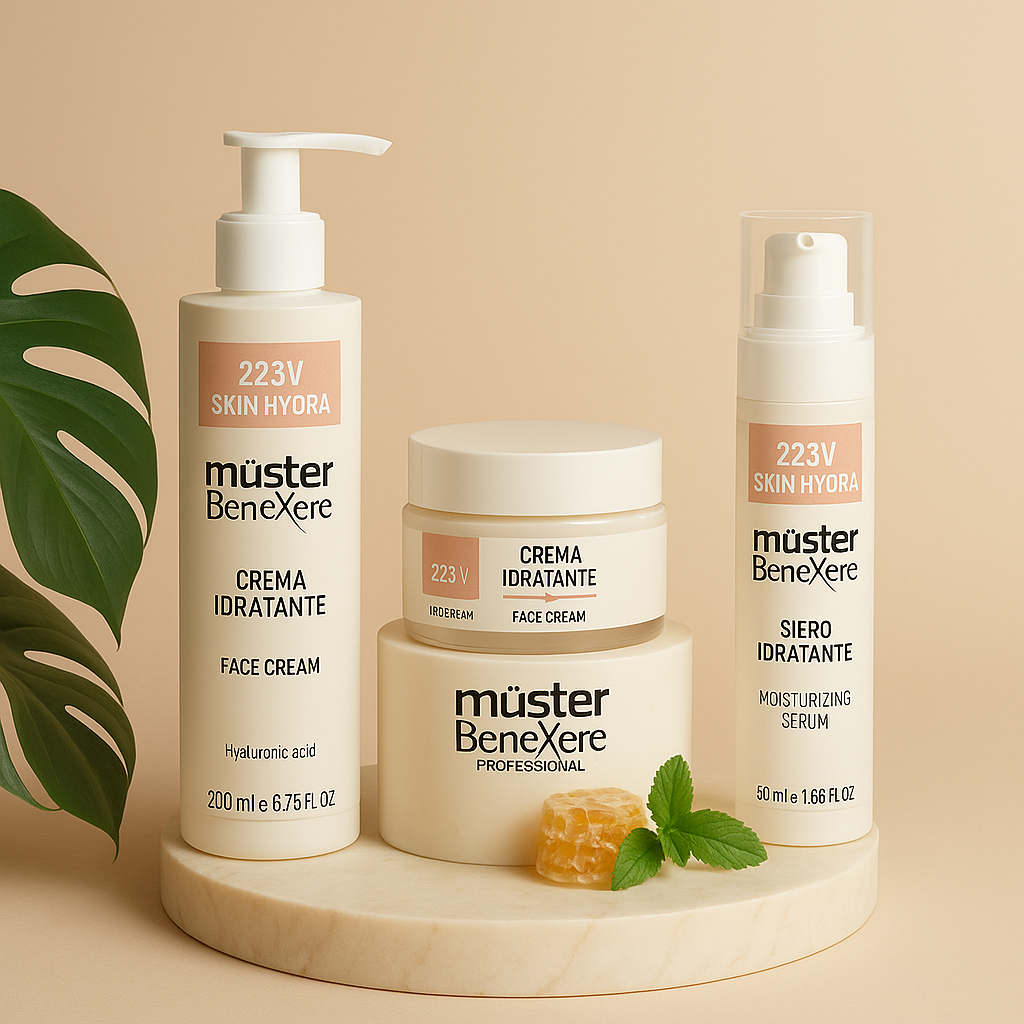 223V
SKIN HYORA
müster
BeneXere
CREMA
IDRATANTE
FACE CREAM
Hyaluronic acid
200 ml e 6.75 FL OZ
223 V
IRDEREAM
CREMA
IDRATANTE
FACE CREAM
müster
BeneXere
PROFESSIONAL
223V
SKIN HYORA
müster
BeneXere
SIERO
IDRATANTE
MOISTURIZING
SERUM
50 ml e 1.66 FL OZ